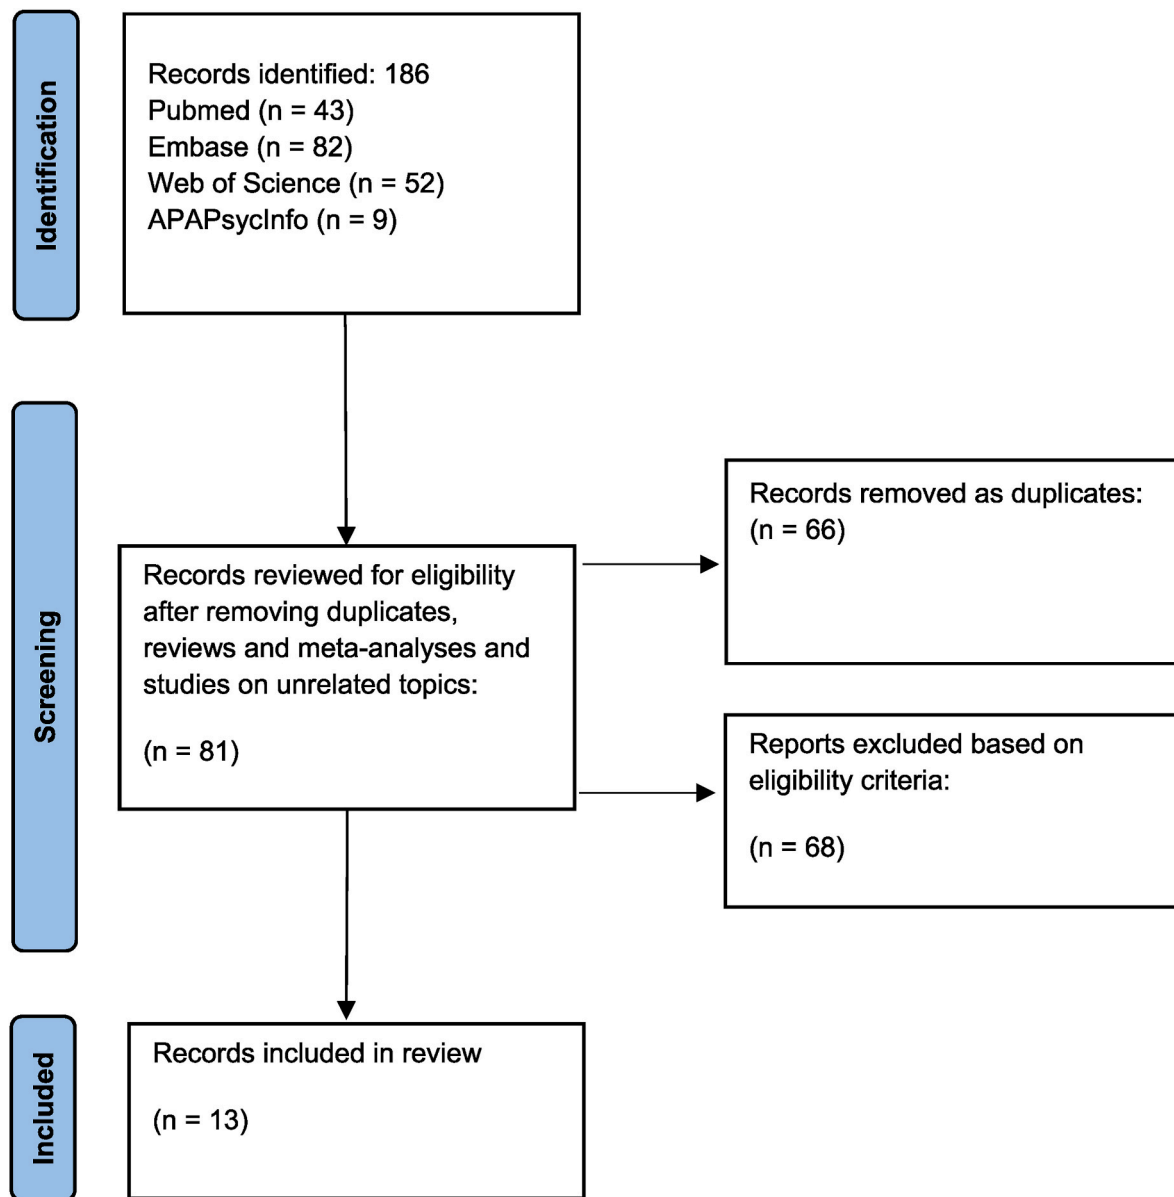 Identification
Records identified: 186
Pubmed (n = 43)
Embase (n = 82)
Web of Science (n = 52)
APAPsycInfo (n = 9)
Screening
Records reviewed for eligibility
after removing duplicates,
reviews and meta-analyses and
studies on unrelated topics:
(n = 81)
Records removed as duplicates:
(n = 66)
Reports excluded based on
eligibility criteria:
(n = 68)
Included
Records included in review
(n = 13)